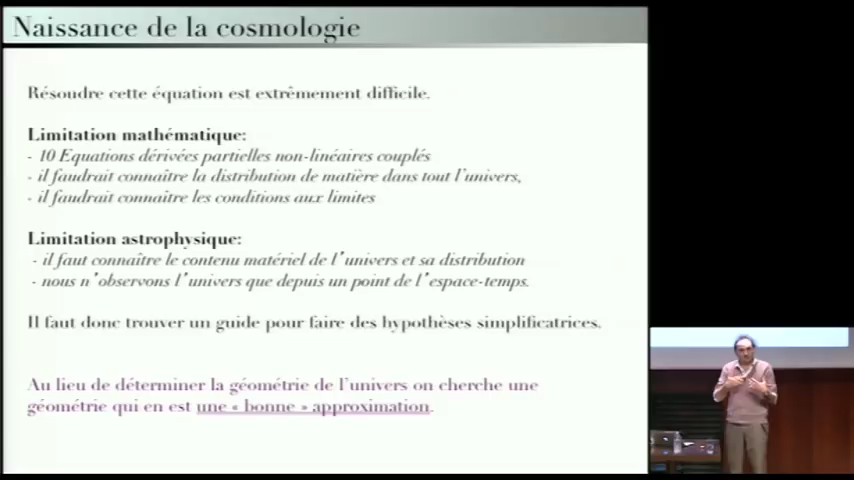 Naissance de la cosmologie
Résoudre cette équation est extrêmement difficile.
Limitation mathématique:
- 10 Equations dérivées partielles non-linéaires couplés
- il faudrait connaître la distribution de matière dans tout l'univers,
- il faudrait connaître les conditions aux limites
Limitation astrophysique:
- il faut connaître le contenu matériel de l'univers et sa distribution
- nous n'observons l'univers que depuis un point de l'espace-temps.
Il faut donc trouver un guide pour faire des hypothèses simplificatrices.
Au lieu de déterminer la géométrie de l'univers on cherche une
géométrie qui en est une « bonne » approximation.